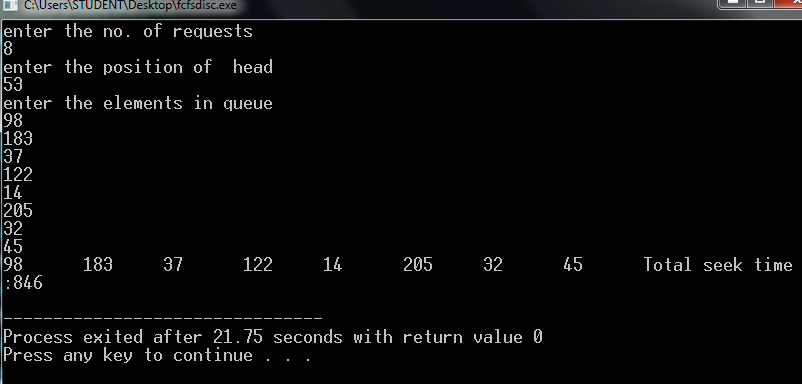 C:\Users\STUDENT\Desktop\fcfsdisc.exe
enter the no. of requests
8
enter the position of  head
53
enter the elements in queue
98
183
37
122
14
205
32
45
98      183     37      122     14      205     32      45      Total seek time
:846
--------------------------------
Process exited after 21.75 seconds with return value 0
Press any key to continue . . .